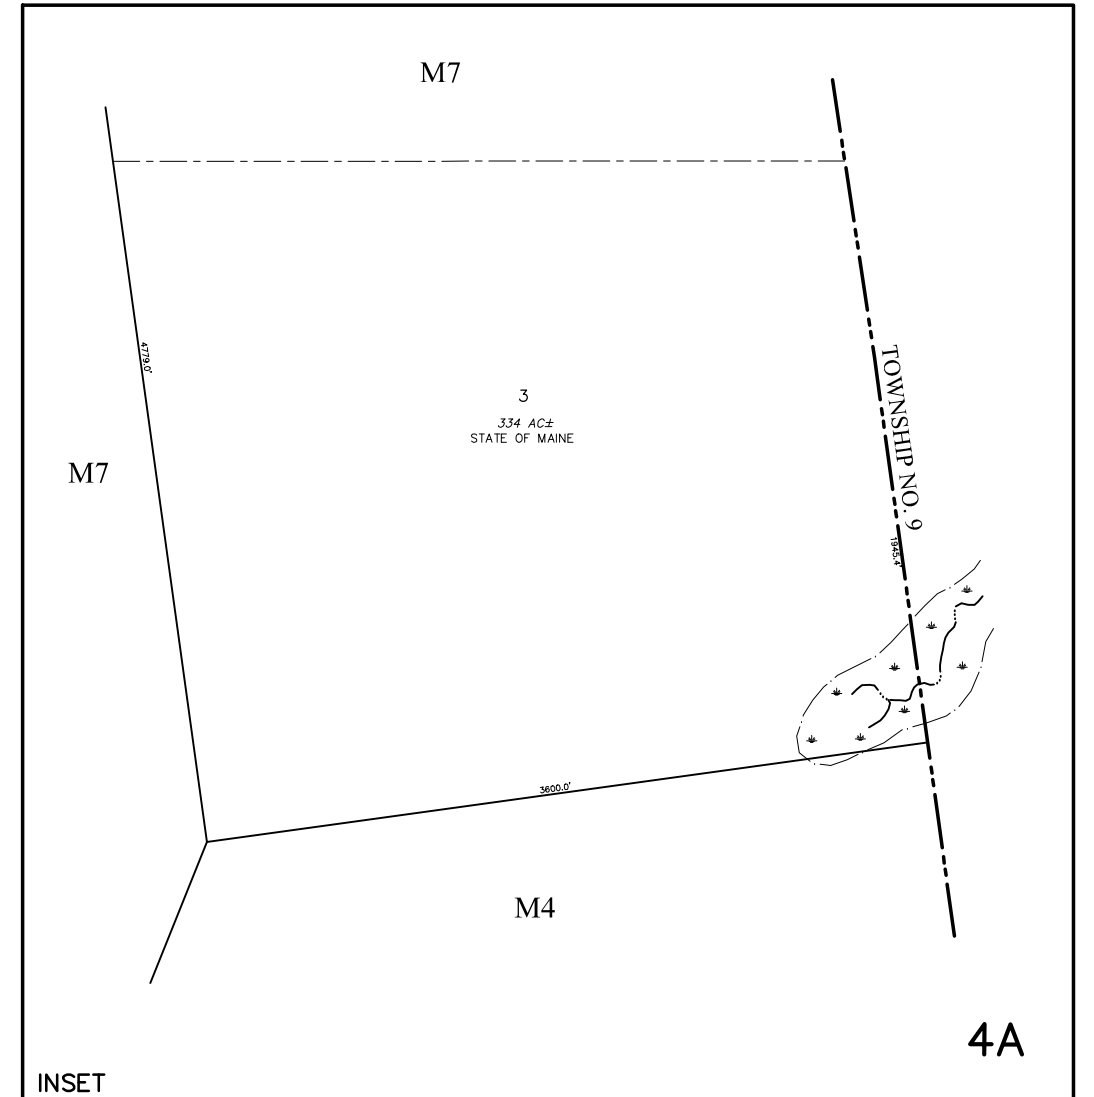 M7
4779.0'
3
334 AC±
STATE OF MAINE
TOWNSHIP NO. 9
M7
1945.4'
3600.0'
M4
4A
INSET